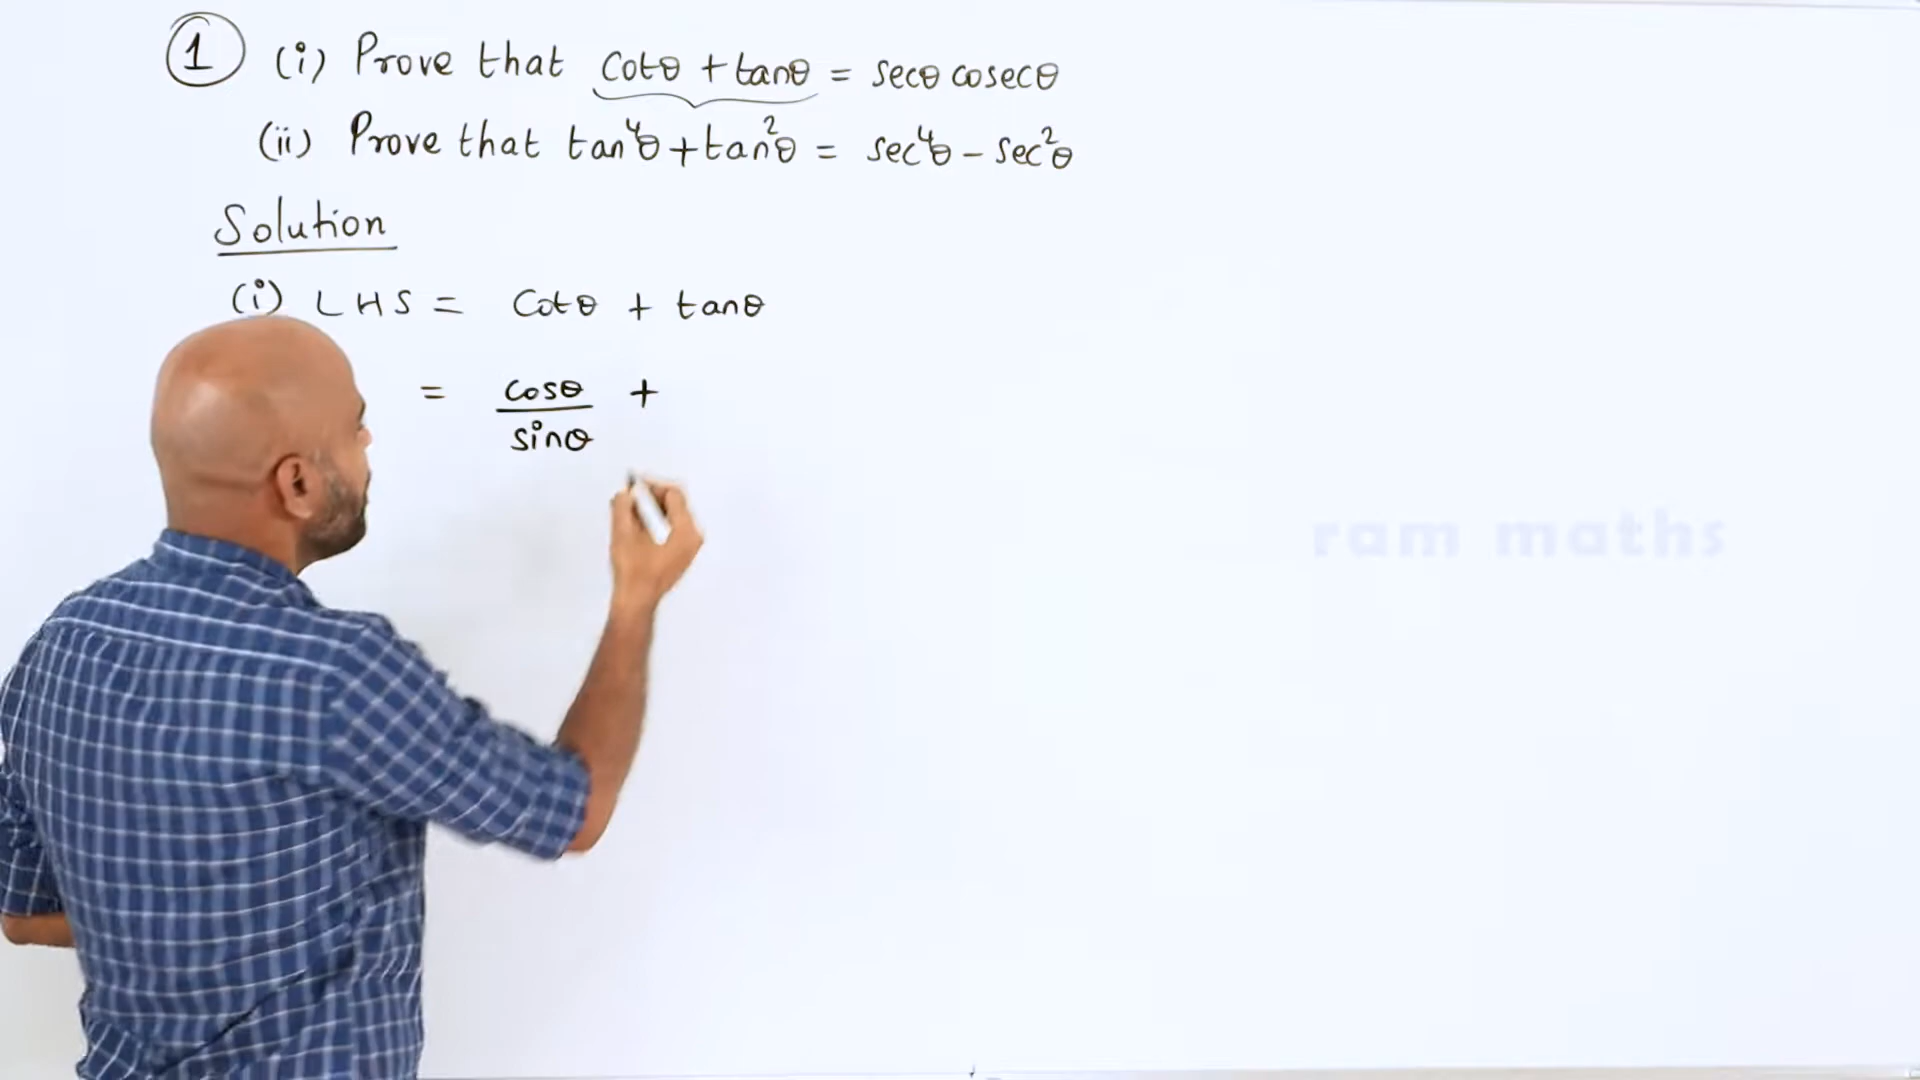 ① (i) Prove that cotθ + tanθ = secθ cosecθ
(ii) Prove that tan⁴θ + tan²θ = sec⁴θ - sec²θ
Solution
(i) LHS = Cotθ + tanθ
= cosθ/sinθ +
ram maths